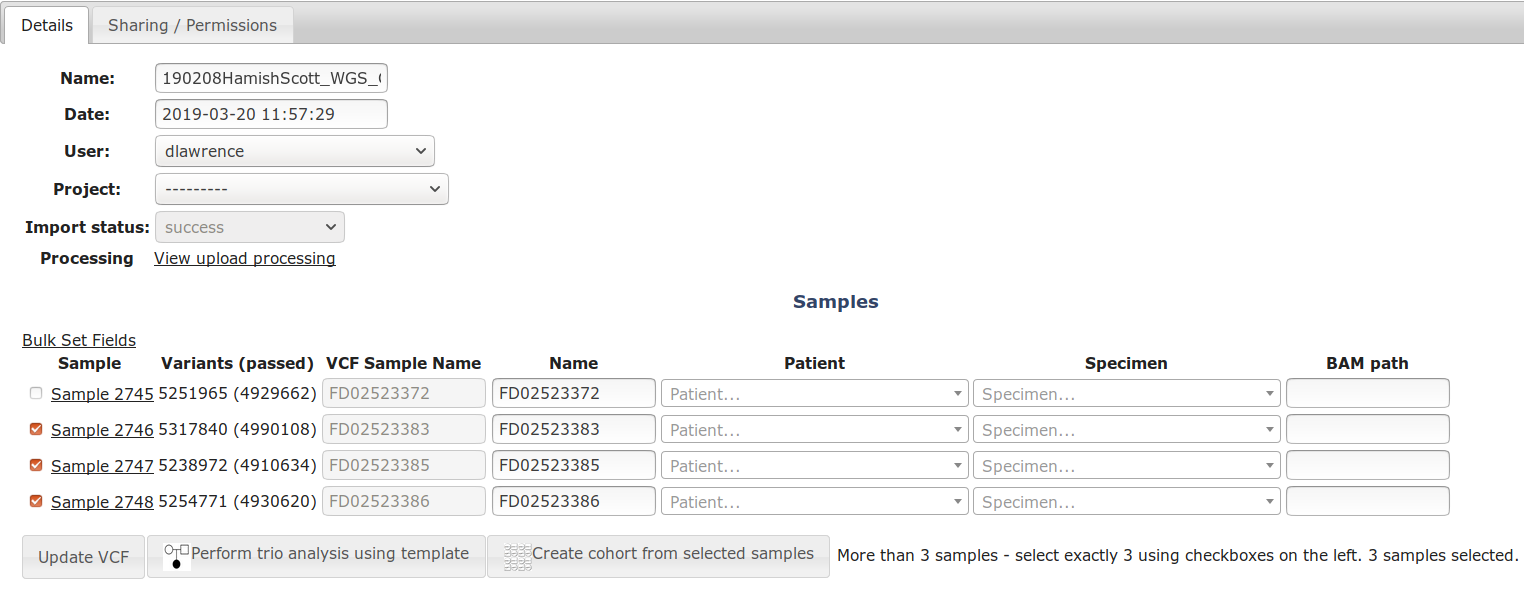 Details Sharing / Permissions
Name: 190208HamishScott_WGS_
Date: 2019-03-20 11:57:29
User: dlawrence
Project: ---------
Import status: success
Processing View upload processing
Samples
Bulk Set Fields
Sample Variants (passed) VCF Sample Name Name Patient Specimen BAM path
Sample 2745 5251965 (4929662) FD02523372 FD02523372 Patient... Specimen...
Sample 2746 5317840 (4990108) FD02523383 FD02523383 Patient... Specimen...
Sample 2747 5238972 (4910634) FD02523385 FD02523385 Patient... Specimen...
Sample 2748 5254771 (4930620) FD02523386 FD02523386 Patient... Specimen...
Update VCF Perform trio analysis using template Create cohort from selected samples More than 3 samples - select exactly 3 using checkboxes on the left. 3 samples selected.